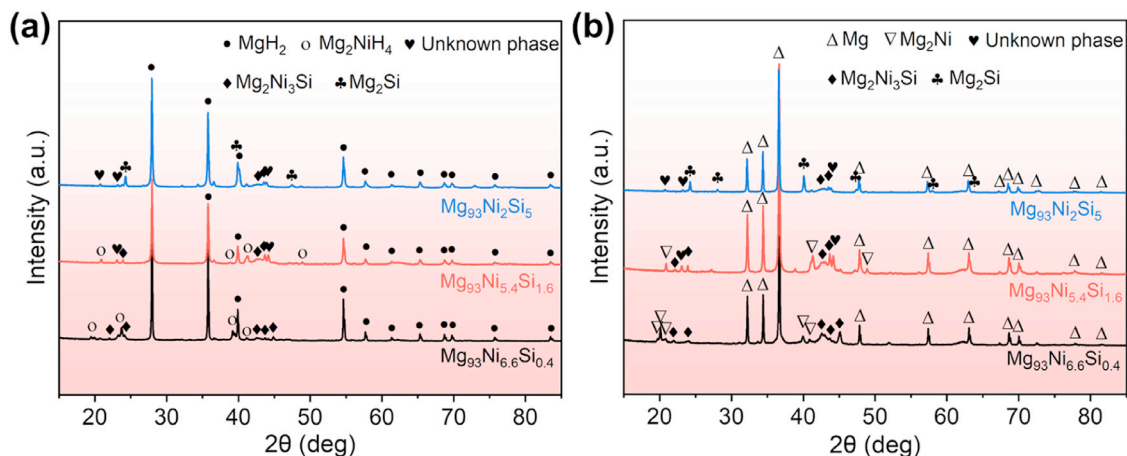 (a)
MgH₂ Mg₂NiH₄ Unknown phase
Mg₂Ni₃Si Mg₂Si
Mg₉₃Ni₂Si₅
Mg₉₃Ni₅.₄Si₁.₆
Mg₉₃Ni₆.₆Si₀.₄
Intensity (a.u.)
20 30 40 50 60 70 80
2θ (deg)
(b)
Mg Mg₂Ni Unknown phase
Mg₂Ni₃Si Mg₂Si
Mg₉₃Ni₂Si₅
Mg₉₃Ni₅.₄Si₁.₆
Mg₉₃Ni₆.₆Si₀.₄
Intensity (a.u.)
20 30 40 50 60 70 80
2θ (deg)